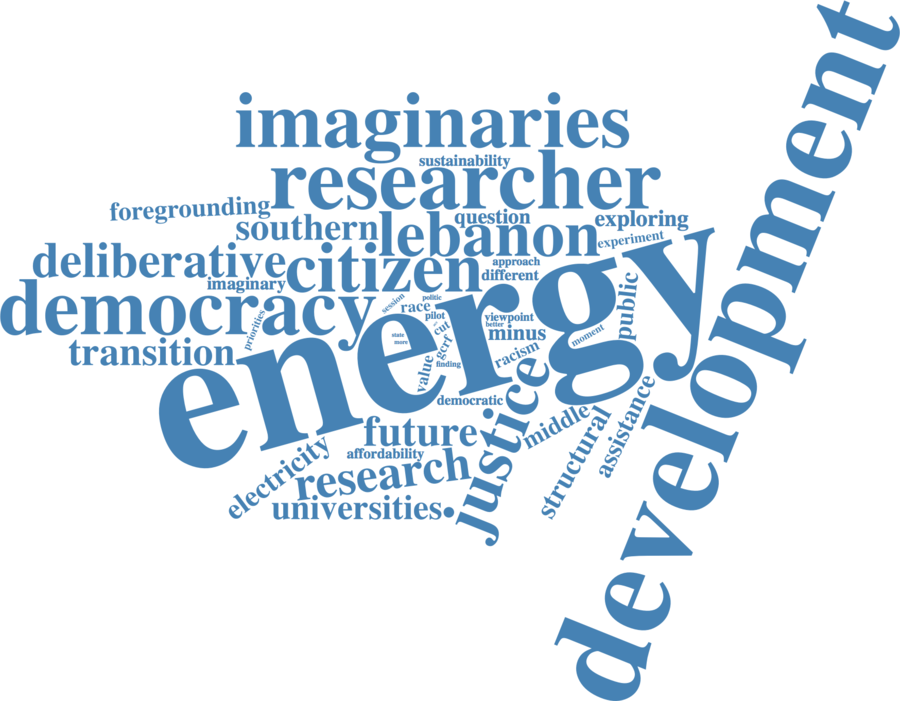 development
imaginaries
sustainability
researcher
foregrounding
southern
question
exploring
lebanon
experiment
deliberative
citizen
approach
different
imaginary
democracy
energy
session
politic
race
pilot
cut
viewpoint
better
minus
moment
public
priorities
transition
state
more
gcrf
finding
value
racism
democratic
justice
future
middle
structural
assistance
electricity
affordability
research
universities